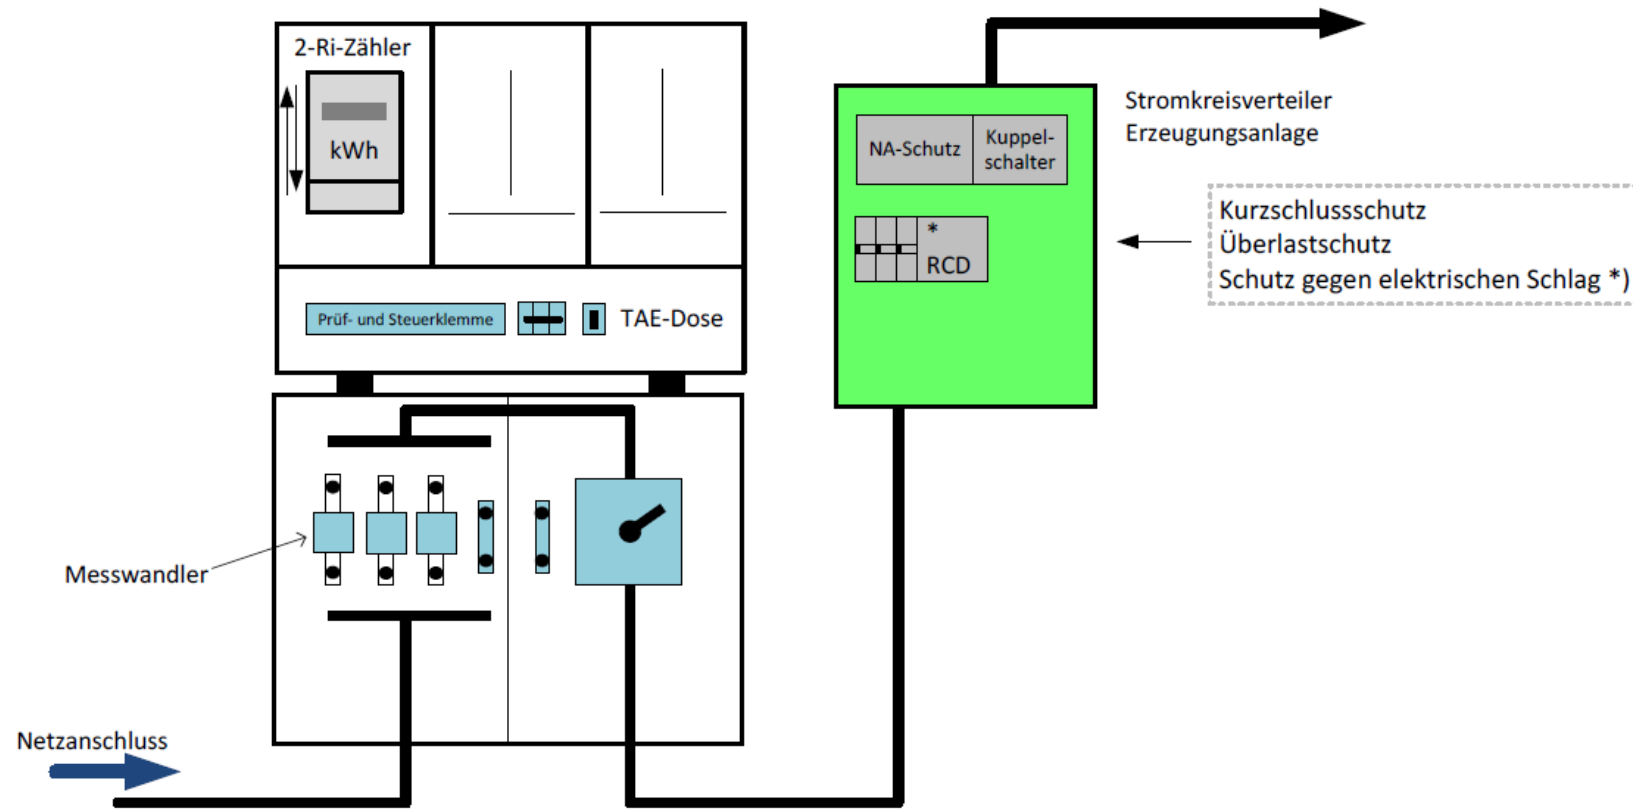 2-Ri-Zähler
kWh
Prüf- und Steuerklemme
TAE-Dose
Messwandler
Netzanschluss
NA-Schutz
Kuppel-
schalter
*
RCD
Stromkreisverteiler
Erzeugungsanlage
Kurzschlussschutz
Überlastschutz
Schutz gegen elektrischen Schlag *)